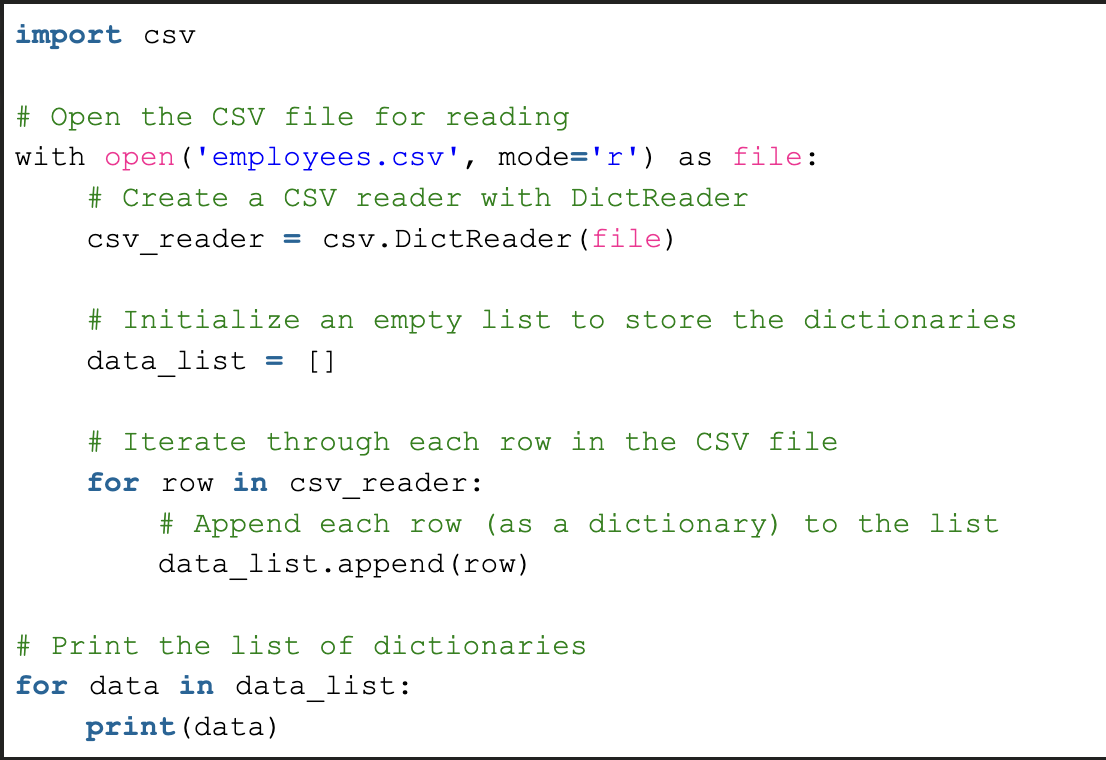 import csv

# Open the CSV file for reading
with open('employees.csv', mode='r') as file:
    # Create a CSV reader with DictReader
    csv_reader = csv.DictReader(file)

    # Initialize an empty list to store the dictionaries
    data_list = []

    # Iterate through each row in the CSV file
    for row in csv_reader:
        # Append each row (as a dictionary) to the list
        data_list.append(row)

# Print the list of dictionaries
for data in data_list:
    print(data)